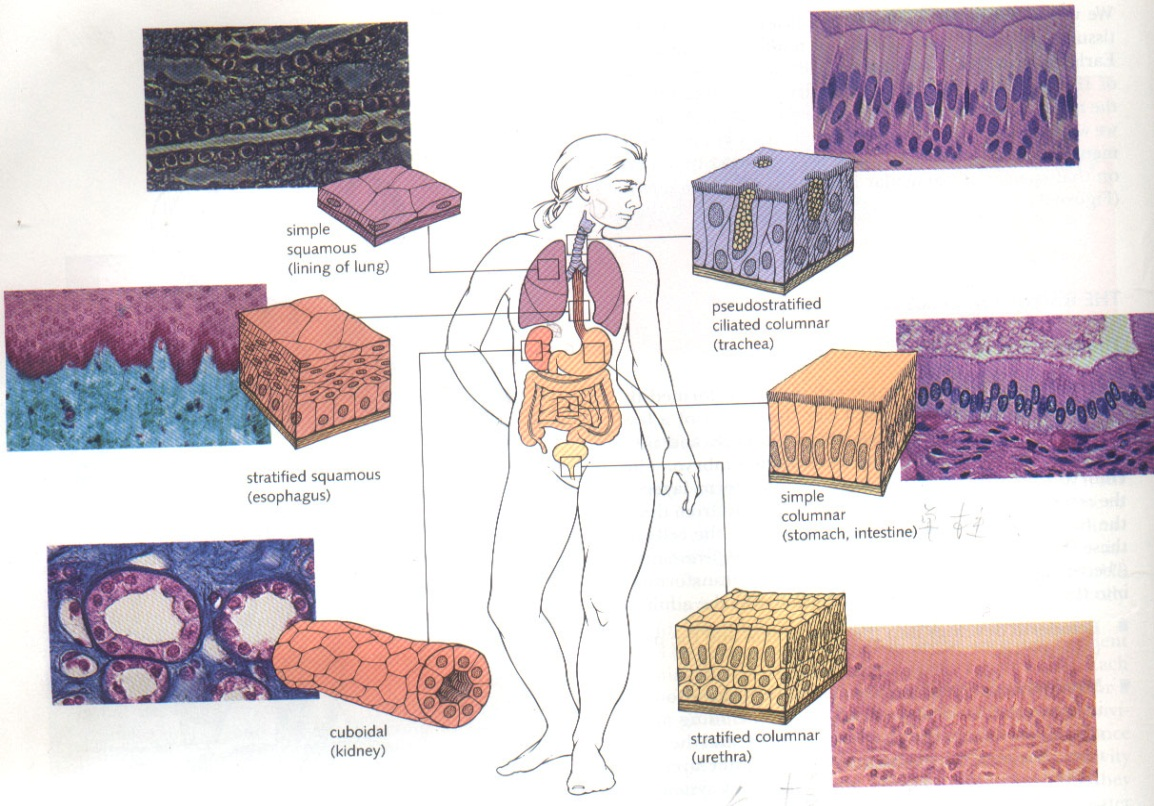 simple
squamous
(lining of lung)
pseudostratified
ciliated columnar
(trachea)
stratified squamous
(esophagus)
simple
columnar
(stomach, intestine) 单柱
cuboidal
(kidney)
stratified columnar
(urethra)